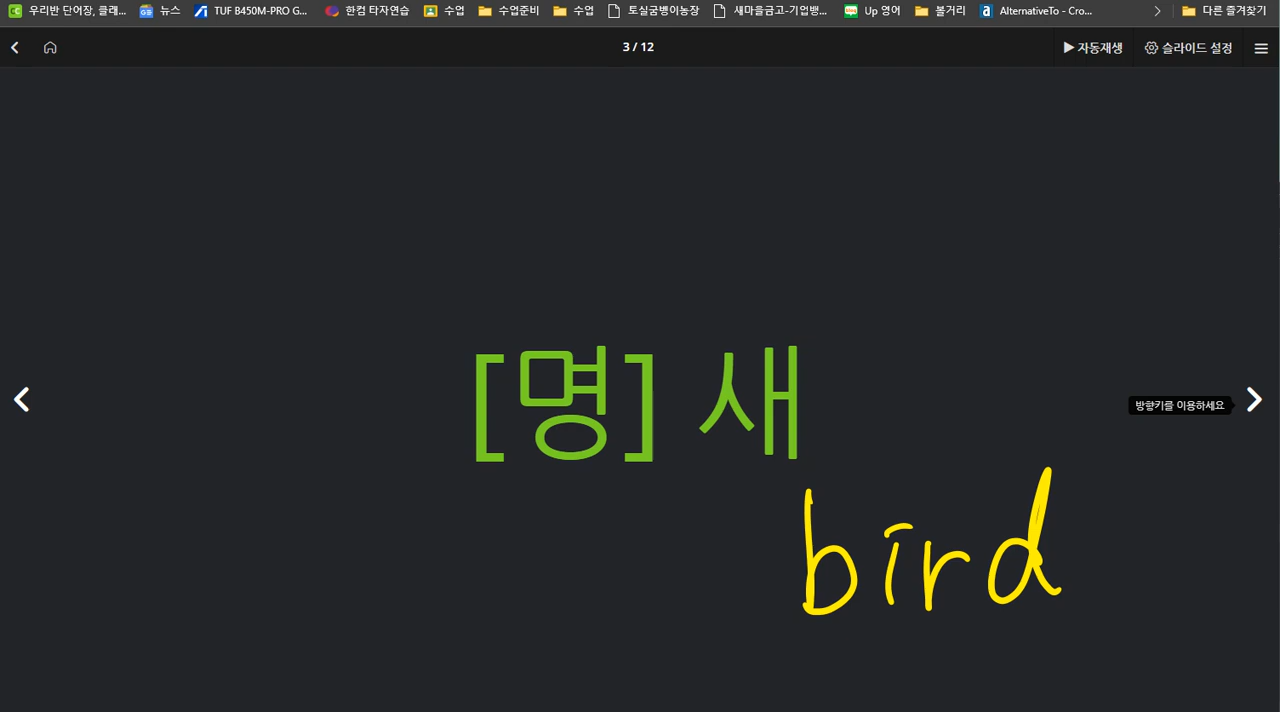 우리반 단어장, 클래... 뉴스 TUF B450M-PRO G... 한컴 타자연습 수업 수업준비 수업 토실굼벵이농장 새마을금고-기업뱅... Up 영어 볼거리 AlternativeTo - Cro... 다른 즐겨찾기
3 / 12 자동재생 슬라이드 설정
[명] 새
방향키를 이용하세요
bird